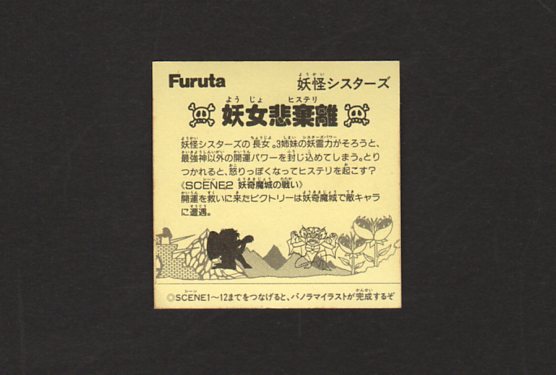 Furuta
妖怪シスターズ
妖女悲棄離
妖怪シスターズの長女。3姉妹の妖霊力がそろうと、
最強神以外の開運パワーを封じ込めてしまう。とり
つかれると、怒りっぽくなってヒステリを起こす?
〈SCENE2 妖奇魔城の戦い〉
開運を救いに来たビクトリーは妖奇魔城で敵キャラ
に遭遇。
◎SCENE1〜12までをつなげると、パノラマイラストが完成するぞ